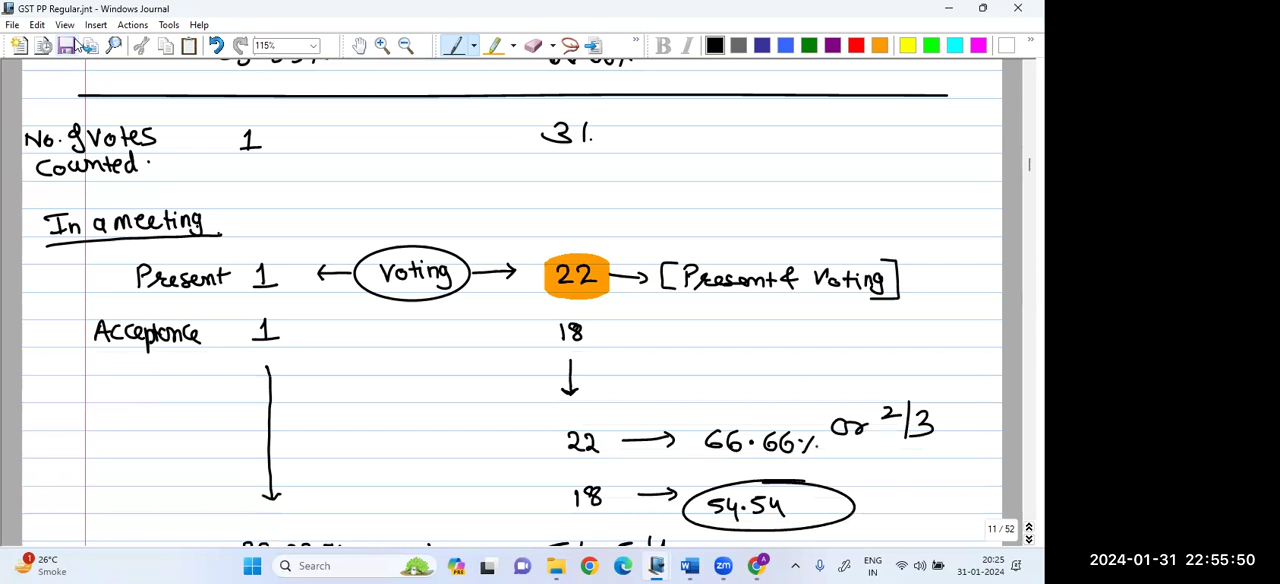 GST PP Regular.jnt - Windows Journal
File Edit View Insert Actions Tools Help
115%
No. of votes 1 31.
Counted.
In a meeting
Present 1 ← Voting → 22 → [Present & Voting]
Acceptance 1 18
22 → 66.66% or 2/3
18 → 54.54
11 / 52
26°C
Smoke
Search
ENG
IN
20:25
31-01-2024
2024-01-31 22:55:50